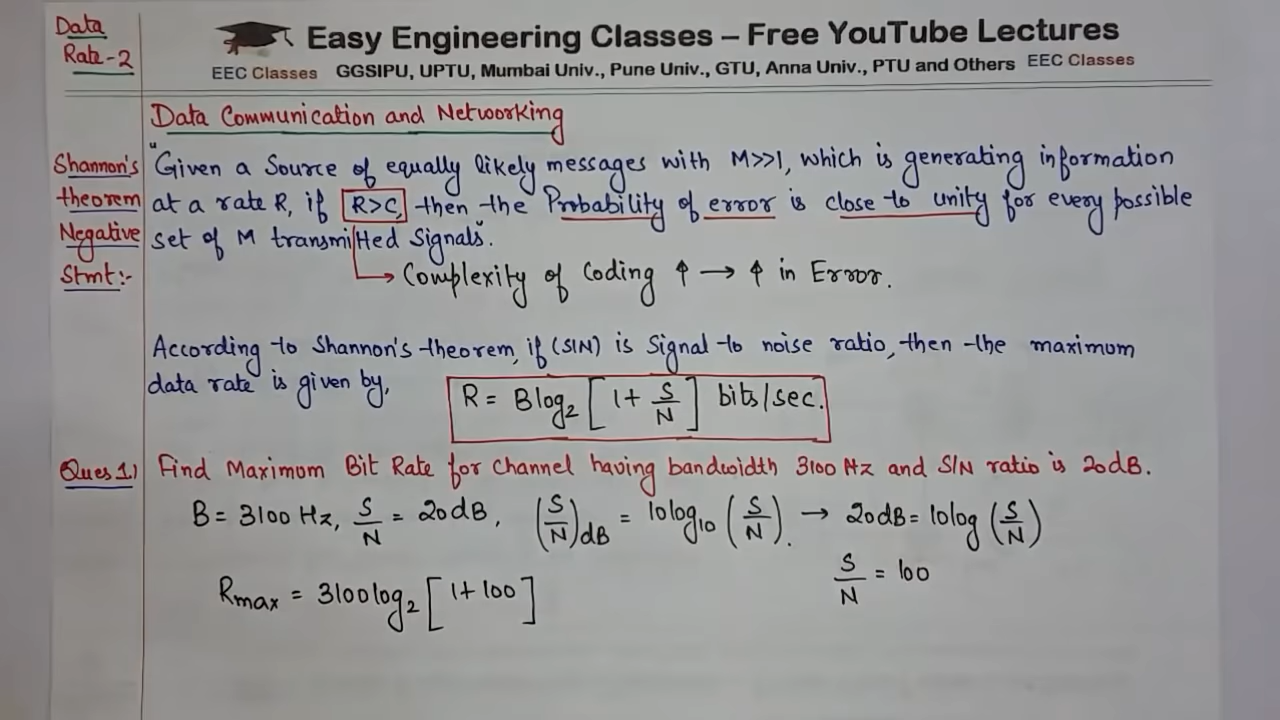 Data
Rate-2
Easy Engineering Classes – Free YouTube Lectures
EEC Classes GGSIPU, UPTU, Mumbai Univ., Pune Univ., GTU, Anna Univ., PTU and Others EEC Classes
Data Communication and Networking
Shannon's
theorem
Negative
Stmt:-
"Given a Source of equally likely messages with M>>1, which is generating information
at a rate R, if R>C, then the Probability of error is close to unity for every possible
set of M transmitted Signals".
→ Complexity of Coding ↑ → ↑ in Error.
According to Shannon's theorem, if (S/N) is Signal to noise ratio, then the maximum
data rate is given by,
R = B log₂ [1 + S/N] bits/sec.
Ques 1.) Find Maximum Bit Rate for Channel having bandwidth 3100 Hz and S/N ratio is 20dB.
B = 3100 Hz, S/N = 20dB, (S/N)dB = 10log₁₀ (S/N). → 20dB = 10log (S/N)
S/N = 100
Rmax = 3100 log₂ [1 + 100]